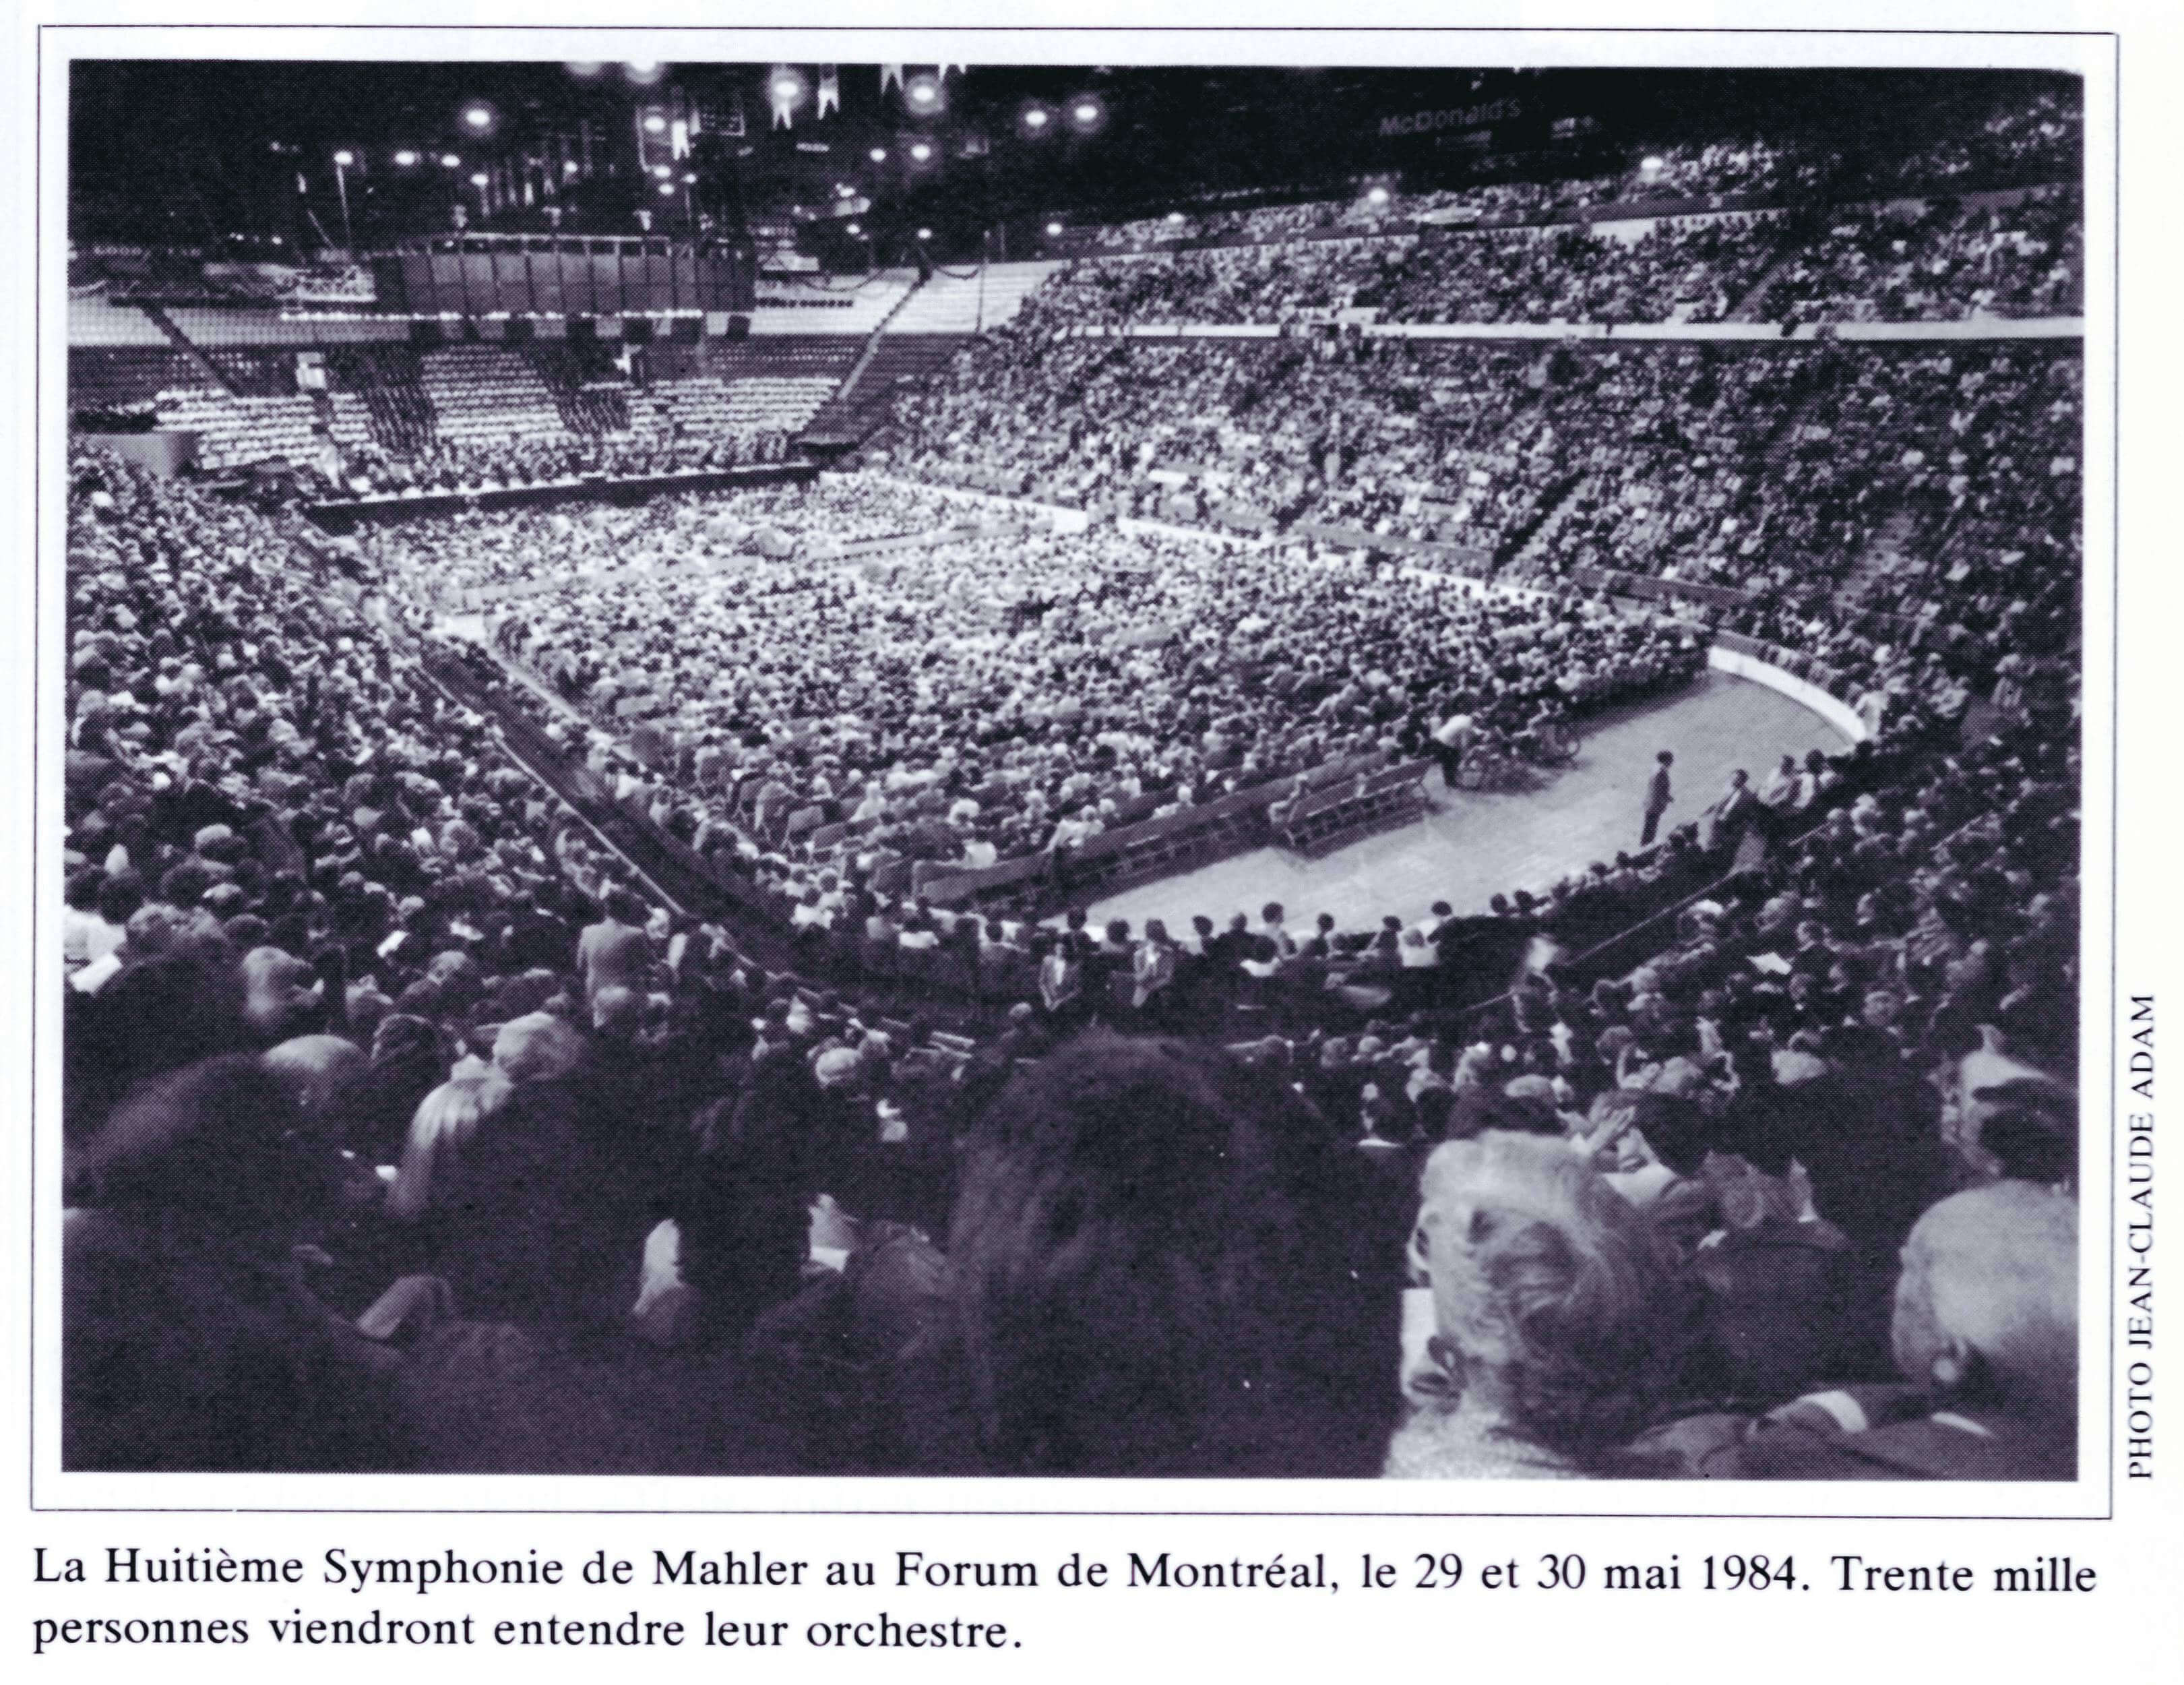 McDonald's
PHOTO JEAN-CLAUDE ADAM
La Huitième Symphonie de Mahler au Forum de Montréal, le 29 et 30 mai 1984. Trente mille
personnes viendront entendre leur orchestre.